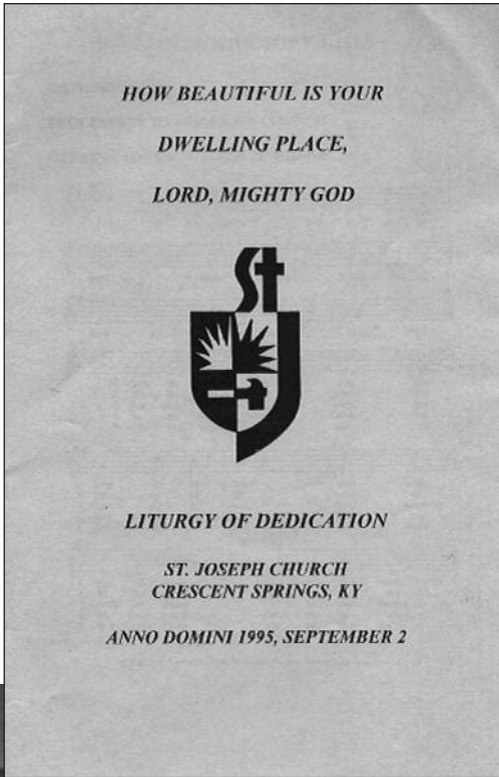 HOW BEAUTIFUL IS YOUR
DWELLING PLACE,
LORD, MIGHTY GOD
St
LITURGY OF DEDICATION
ST. JOSEPH CHURCH
CRESCENT SPRINGS, KY
ANNO DOMINI 1995, SEPTEMBER 2